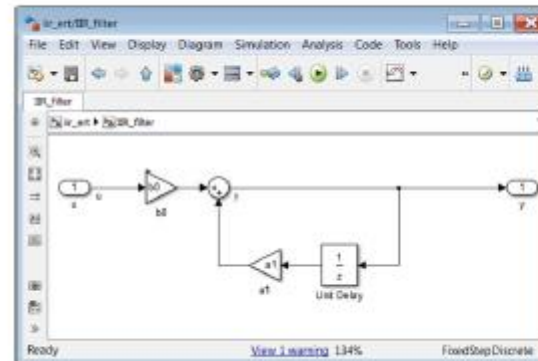 iir_ert/IIR_filter
File Edit View Display Diagram Simulation Analysis Code Tools Help
IIR_filter
iir_ert IIR_filter
1
b0
1
b0
y
a1
1
z
a1
Unit Delay
Ready View 1 warning 134% FixedStepDiscrete